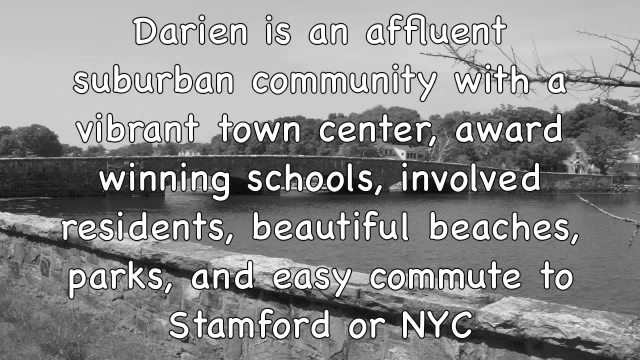 Darien is an affluent
suburban community with a
vibrant town center, award
winning schools, involved
residents, beautiful beaches,
parks, and easy commute to
Stamford or NYC